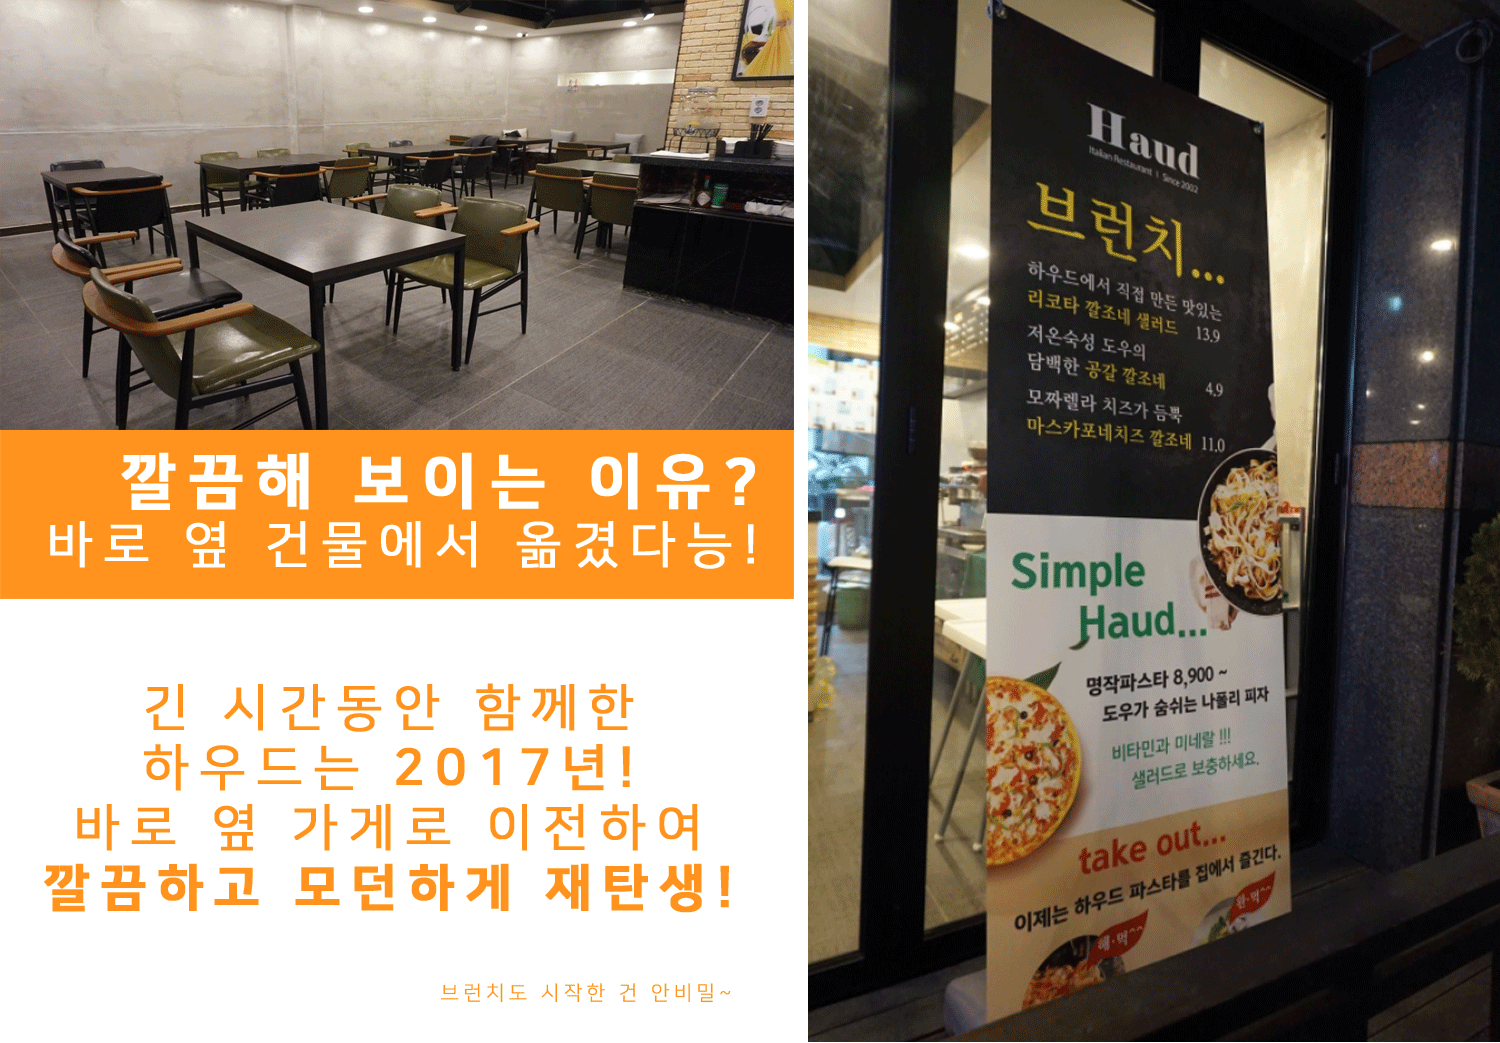 깔끔해 보이는 이유?
바로 옆 건물에서 옮겼다능!
긴 시간동안 함께한
하우드는 2017년!
바로 옆 가게로 이전하여
깔끔하고 모던하게 재탄생!
브런치도 시작한 건 안비밀~
Haud
Italian Restaurant | Since 2002
브런치...
하우드에서 직접 만든 맛있는
리코타 깔조네 샐러드 13.9
저온숙성 도우의
담백한 공갈 깔조네 4.9
모짜렐라 치즈가 듬뿍
마스카포네치즈 깔조네 11.0
Simple
Haud...
명작파스타 8,900 ~
도우가 숨쉬는 나폴리 피자
비타민과 미네랄 !!!
샐러드로 보충하세요.
take out...
이제는 하우드 파스타를 집에서 즐긴다.
해·먹^^
완·먹^^